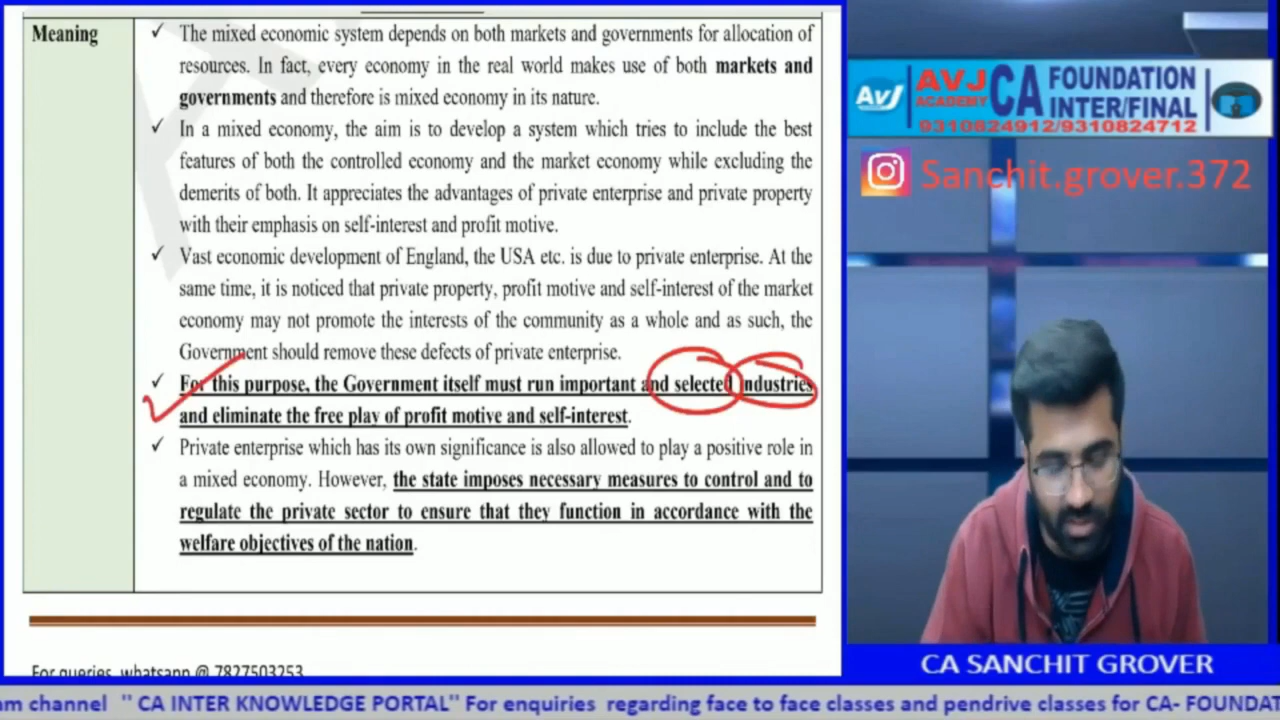 Meaning
✓ The mixed economic system depends on both markets and governments for allocation of
resources. In fact, every economy in the real world makes use of both markets and
governments and therefore is mixed economy in its nature.
✓ In a mixed economy, the aim is to develop a system which tries to include the best
features of both the controlled economy and the market economy while excluding the
demerits of both. It appreciates the advantages of private enterprise and private property
with their emphasis on self-interest and profit motive.
✓ Vast economic development of England, the USA etc. is due to private enterprise. At the
same time, it is noticed that private property, profit motive and self-interest of the market
economy may not promote the interests of the community as a whole and as such, the
Government should remove these defects of private enterprise.
✓ For this purpose, the Government itself must run important and selected industries
and eliminate the free play of profit motive and self-interest.
✓ Private enterprise which has its own significance is also allowed to play a positive role in
a mixed economy. However, the state imposes necessary measures to control and to
regulate the private sector to ensure that they function in accordance with the
welfare objectives of the nation.
For queries, whatsapp @ 7827503253
AVJ
AVJ
ACADEMY
CA
FOUNDATION
INTER/FINAL
9310824912/9310824712
Sanchit.grover.372
CA SANCHIT GROVER
am channel " CA INTER KNOWLEDGE PORTAL" For enquiries regarding face to face classes and pendrive classes for CA- FOUNDAT